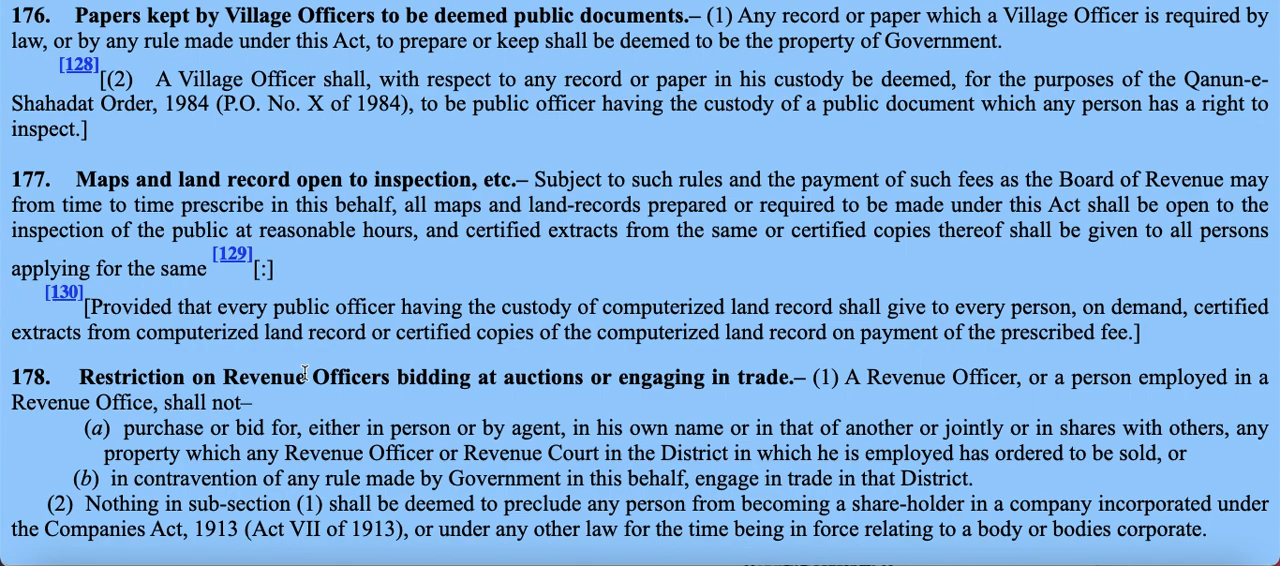 176. Papers kept by Village Officers to be deemed public documents.– (1) Any record or paper which a Village Officer is required by
law, or by any rule made under this Act, to prepare or keep shall be deemed to be the property of Government.
[128][(2) A Village Officer shall, with respect to any record or paper in his custody be deemed, for the purposes of the Qanun-e-
Shahadat Order, 1984 (P.O. No. X of 1984), to be public officer having the custody of a public document which any person has a right to
inspect.]
177. Maps and land record open to inspection, etc.– Subject to such rules and the payment of such fees as the Board of Revenue may
from time to time prescribe in this behalf, all maps and land-records prepared or required to be made under this Act shall be open to the
inspection of the public at reasonable hours, and certified extracts from the same or certified copies thereof shall be given to all persons
applying for the same [129][:]
[130][Provided that every public officer having the custody of computerized land record shall give to every person, on demand, certified
extracts from computerized land record or certified copies of the computerized land record on payment of the prescribed fee.]
178. Restriction on Revenue Officers bidding at auctions or engaging in trade.– (1) A Revenue Officer, or a person employed in a
Revenue Office, shall not–
(a) purchase or bid for, either in person or by agent, in his own name or in that of another or jointly or in shares with others, any
property which any Revenue Officer or Revenue Court in the District in which he is employed has ordered to be sold, or
(b) in contravention of any rule made by Government in this behalf, engage in trade in that District.
(2) Nothing in sub-section (1) shall be deemed to preclude any person from becoming a share-holder in a company incorporated under
the Companies Act, 1913 (Act VII of 1913), or under any other law for the time being in force relating to a body or bodies corporate.